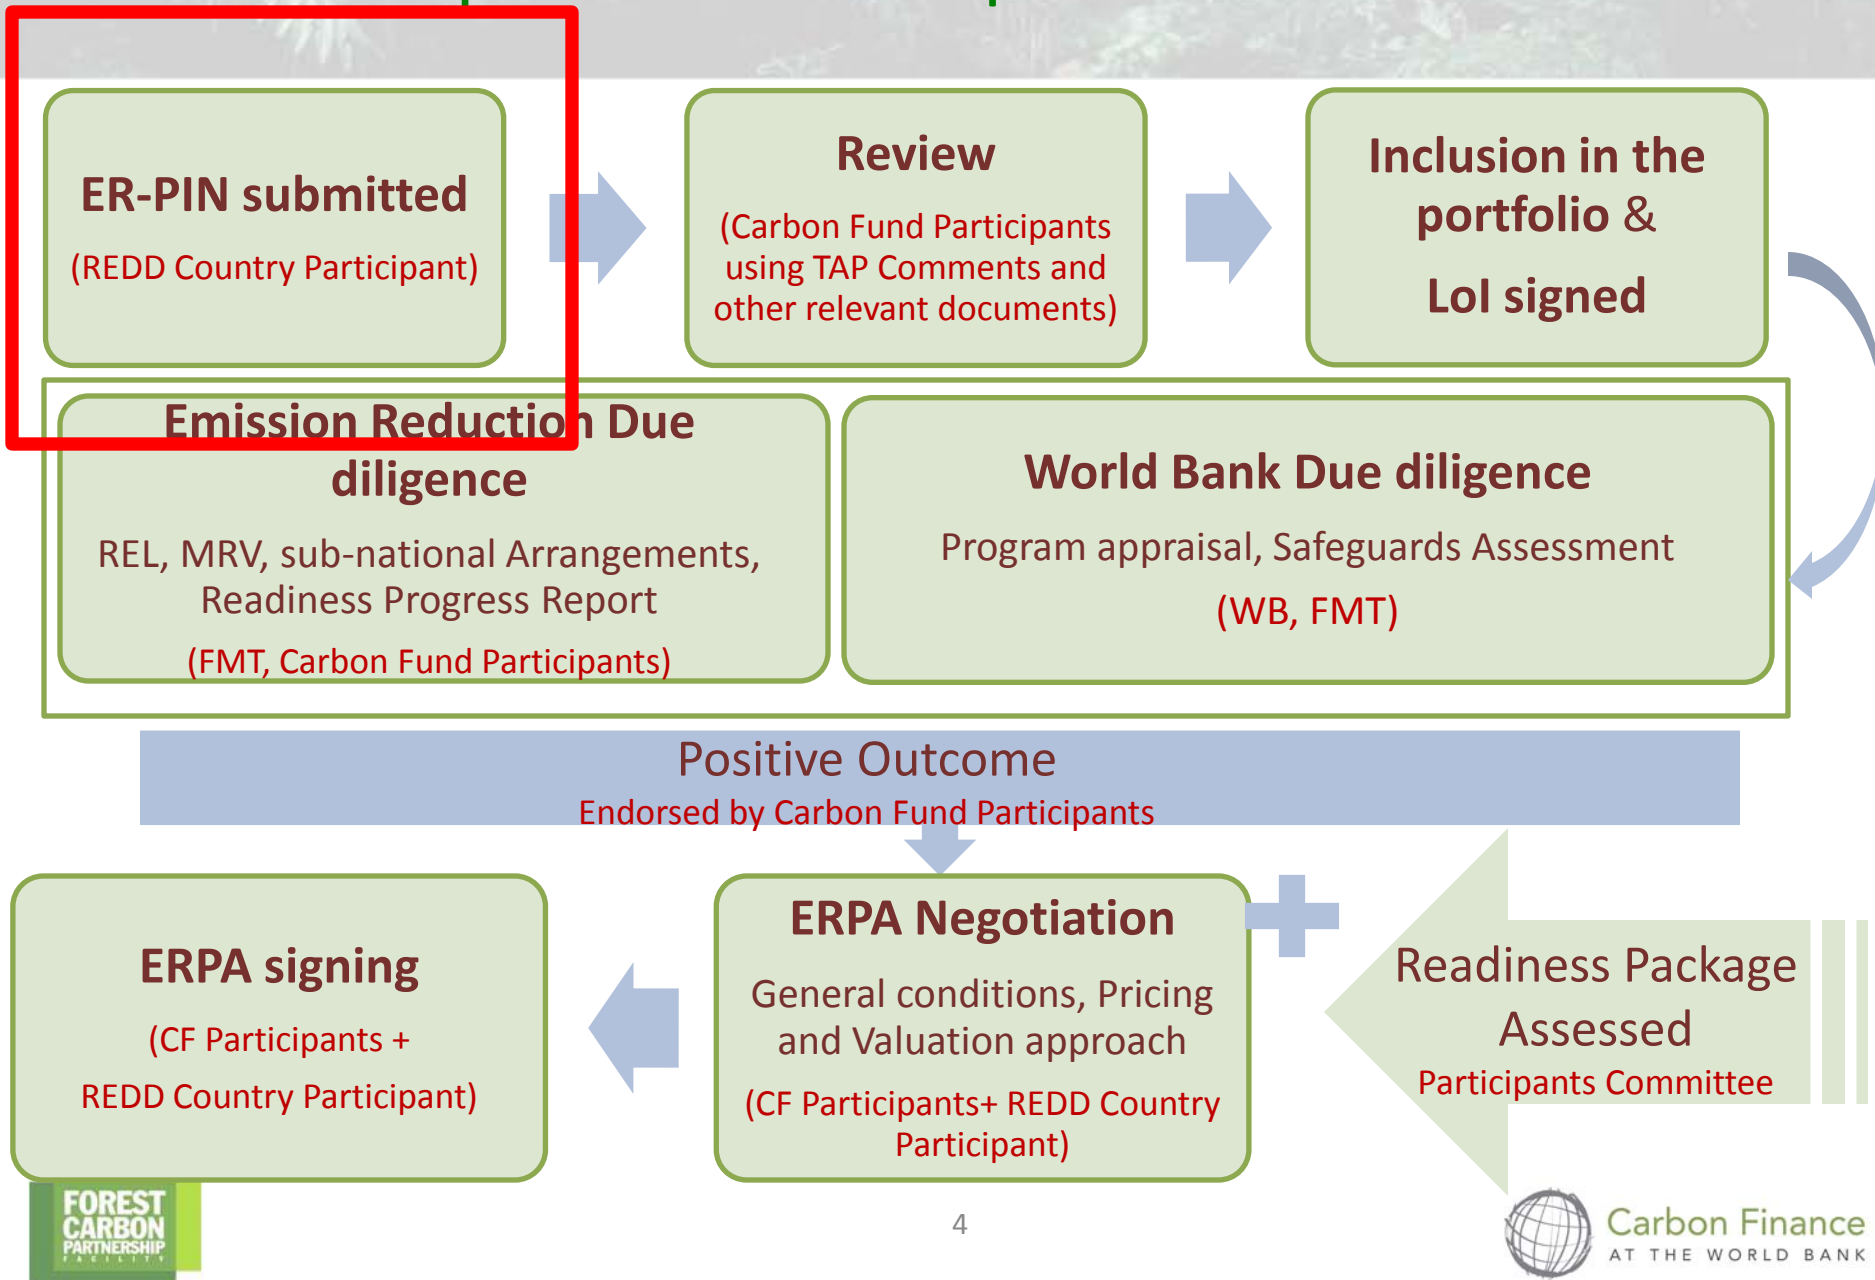 ER-PIN submitted
(REDD Country Participant)
Review
(Carbon Fund Participants
using TAP Comments and
other relevant documents)
Inclusion in the
portfolio &
LoI signed
Emission Reduction Due
diligence
REL, MRV, sub-national Arrangements,
Readiness Progress Report
(FMT, Carbon Fund Participants)
World Bank Due diligence
Program appraisal, Safeguards Assessment
(WB, FMT)
Positive Outcome
Endorsed by Carbon Fund Participants
ERPA signing
(CF Participants +
REDD Country Participant)
ERPA Negotiation
General conditions, Pricing
and Valuation approach
(CF Participants+ REDD Country
Participant)
Readiness Package
Assessed
Participants Committee
FOREST
CARBON
PARTNERSHIP
FACILITY
4
Carbon Finance
AT THE WORLD BANK